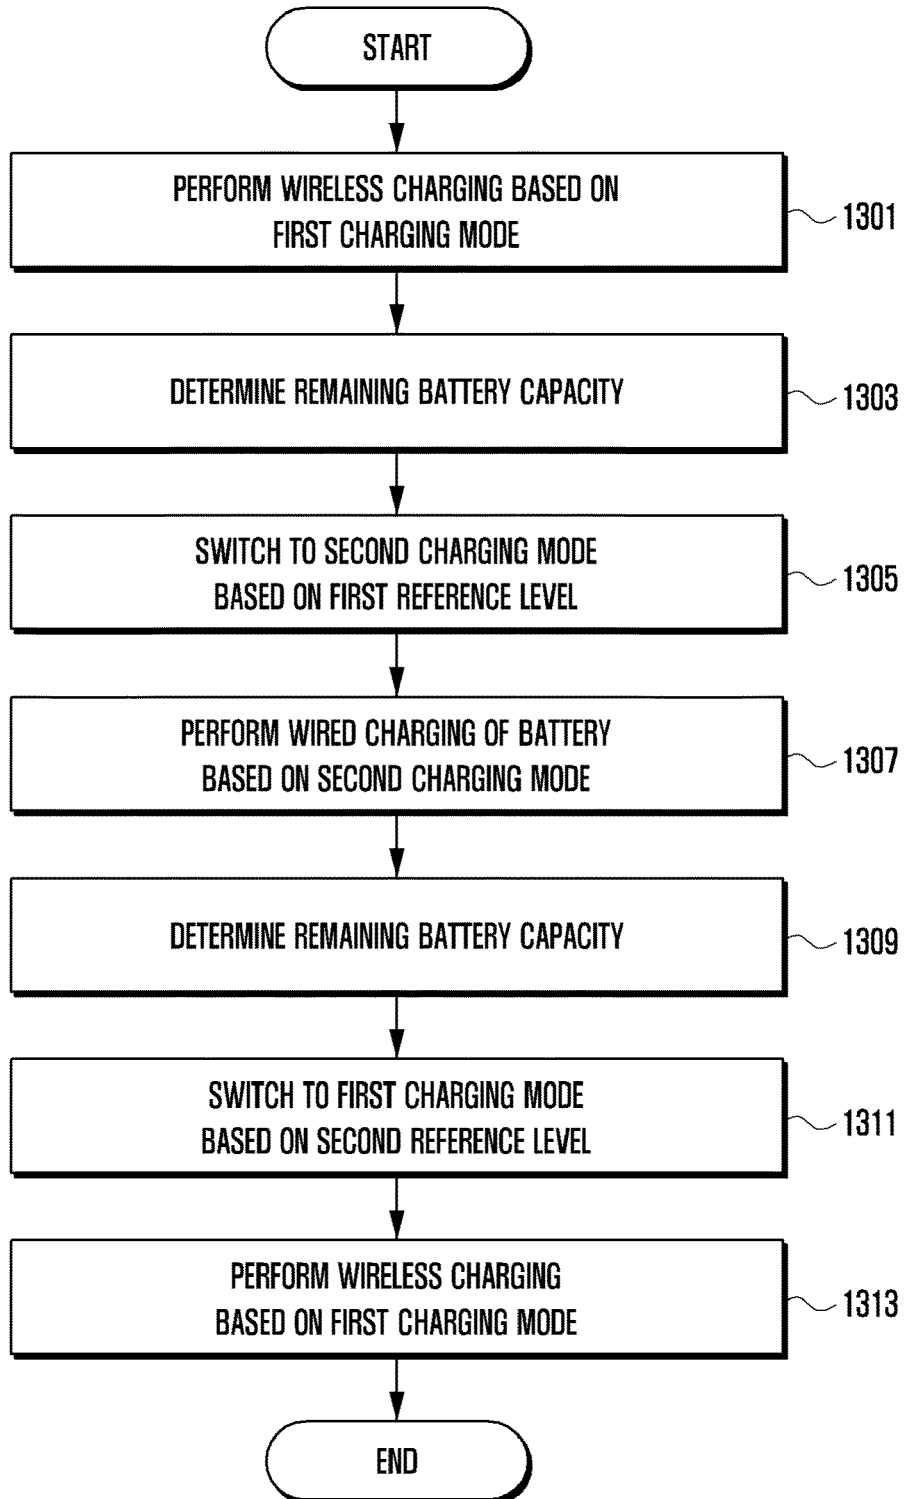 START
PERFORM WIRELESS CHARGING BASED ON
FIRST CHARGING MODE
1301
DETERMINE REMAINING BATTERY CAPACITY
1303
SWITCH TO SECOND CHARGING MODE
BASED ON FIRST REFERENCE LEVEL
1305
PERFORM WIRED CHARGING OF BATTERY
BASED ON SECOND CHARGING MODE
1307
DETERMINE REMAINING BATTERY CAPACITY
1309
SWITCH TO FIRST CHARGING MODE
BASED ON SECOND REFERENCE LEVEL
1311
PERFORM WIRELESS CHARGING
BASED ON FIRST CHARGING MODE
1313
END